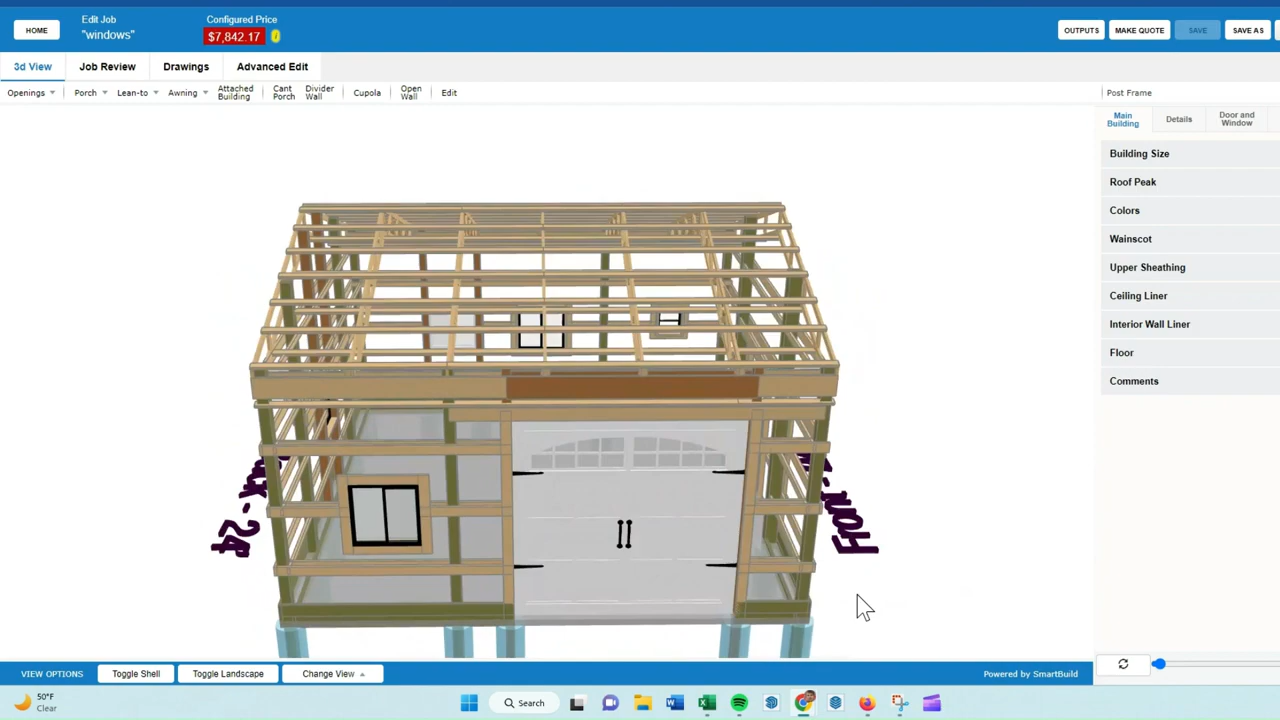 HOME
Edit Job
"windows"
Configured Price
$7,842.17
OUTPUTS
MAKE QUOTE
SAVE
SAVE AS
3d View
Job Review
Drawings
Advanced Edit
Openings
Porch
Lean-to
Awning
Attached
Building
Cant
Porch
Divider
Wall
Cupola
Open
Wall
Edit
Post Frame
Main
Building
Details
Door and
Window
Building Size
Roof Peak
Colors
Wainscot
Upper Sheathing
Ceiling Liner
Interior Wall Liner
Floor
Comments
VIEW OPTIONS
Toggle Shell
Toggle Landscape
Change View
Powered by SmartBuild
50°F
Clear
Search